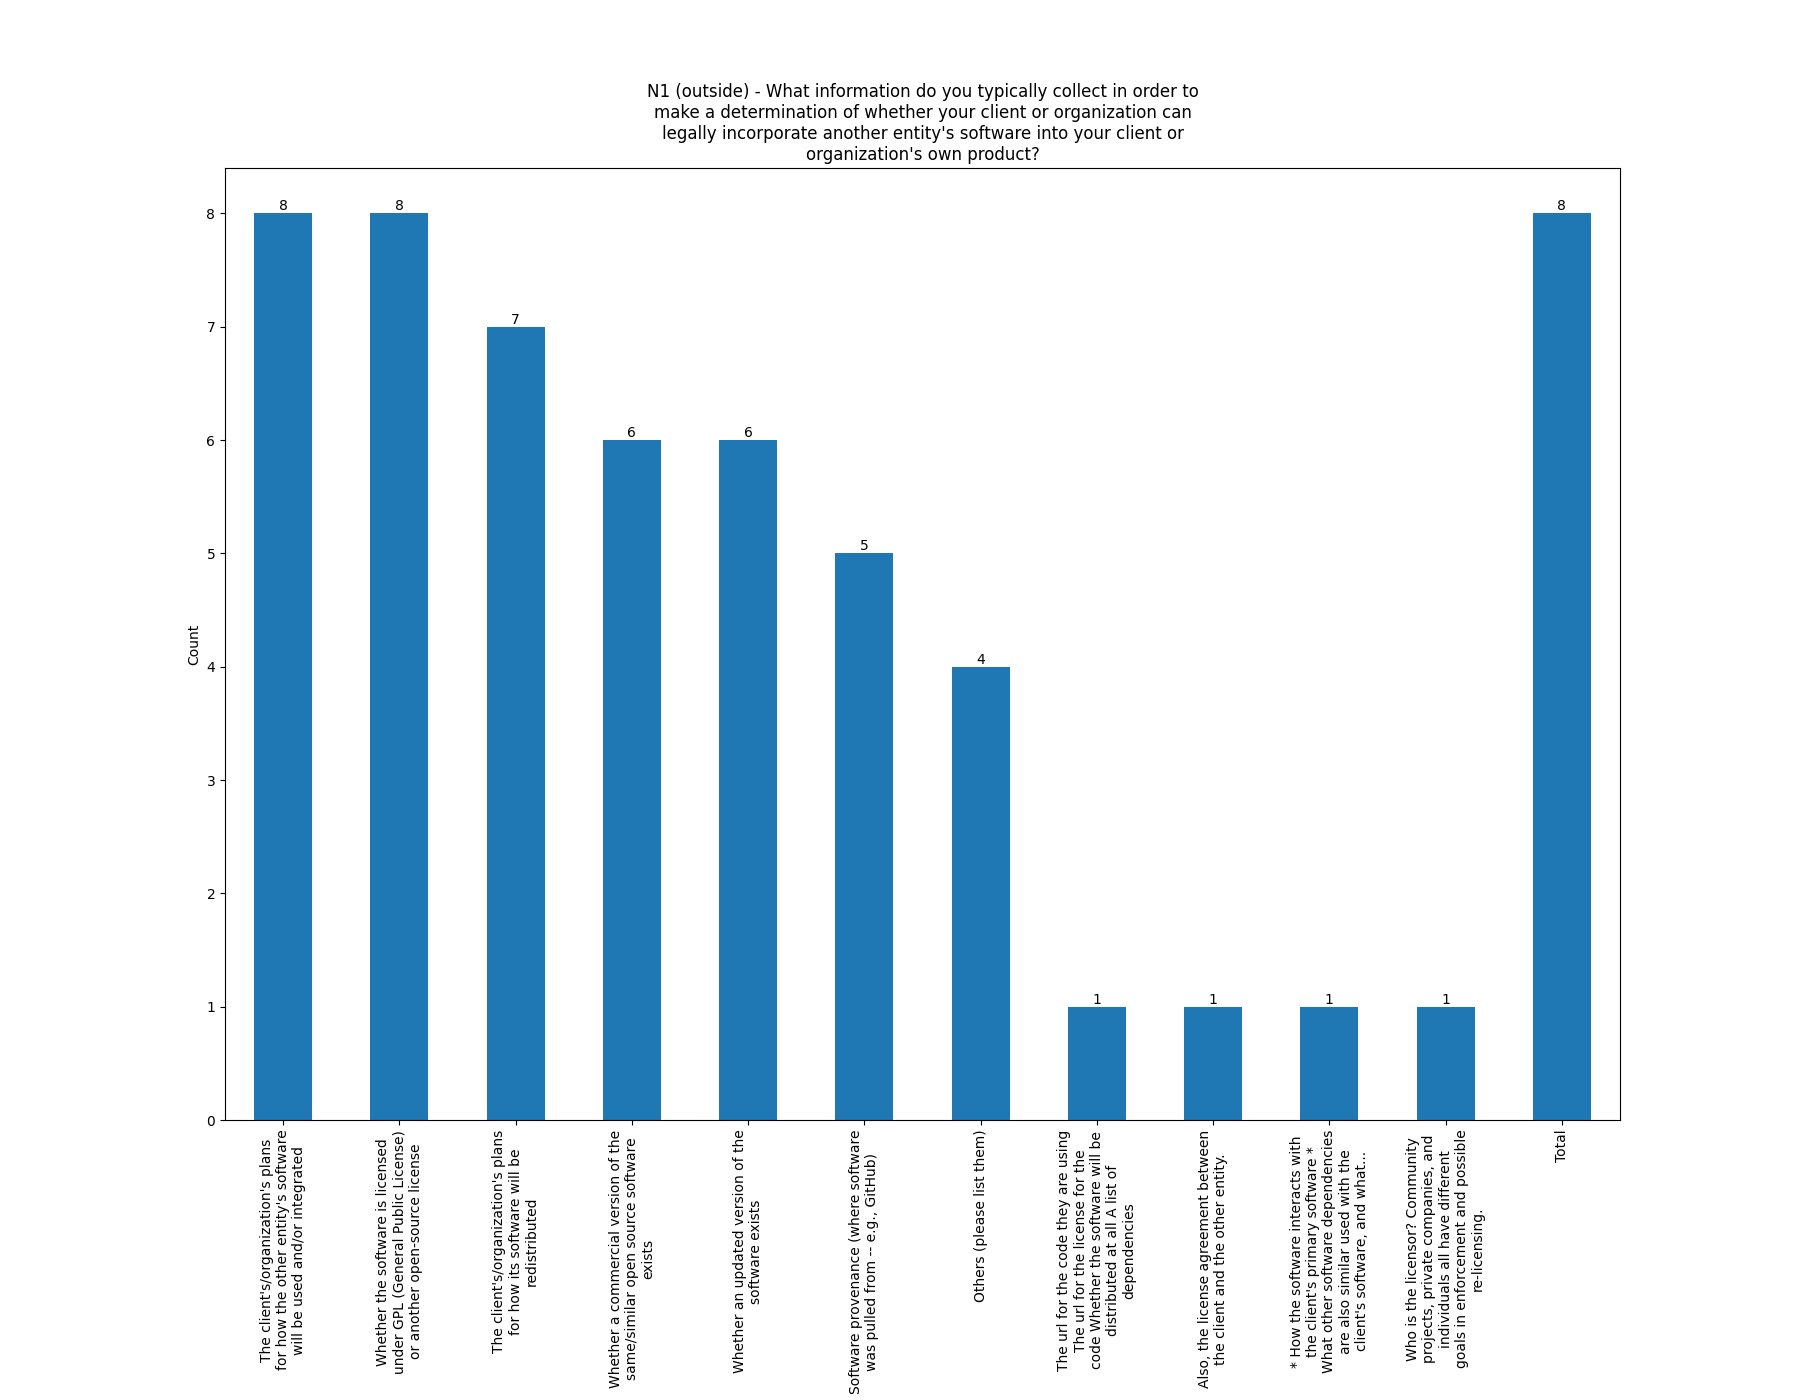 N1 (outside) - What information do you typically collect in order to
make a determination of whether your client or organization can
legally incorporate another entity's software into your client or
organization's own product?
8
7
6
5
4
3
2
1
0
Count
8
8
7
6
6
5
4
1
1
1
1
8
The client's/organization's plans
for how the other entity's software
will be used and/or integrated
Whether the software is licensed
under GPL (General Public License)
or another open-source license
The client's/organization's plans
for how its software will be
redistributed
Whether a commercial version of the
same/similar open source software
exists
Whether an updated version of the
software exists
Software provenance (where software
was pulled from -- e.g., GitHub)
Others (please list them)
The url for the code they are using
The url for the license for the
code Whether the software will be
distributed at all A list of
dependencies
Also, the license agreement between
the client and the other entity.
* How the software interacts with
the client's primary software *
What other software dependencies
are also similar used with the
client's software, and what...
Who is the licensor? Community
projects, private companies, and
individuals all have different
goals in enforcement and possible
re-licensing.
Total